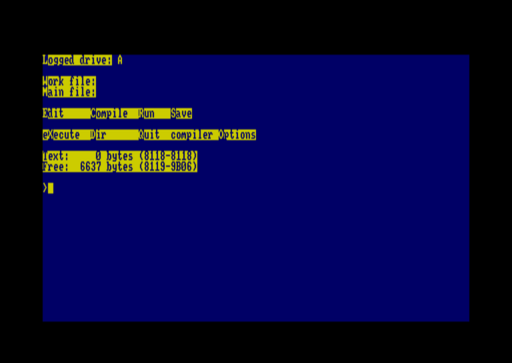 Logged drive: A
Work file:
Main file:
Edit Compile Run Save
eXecute Dir Quit compiler Options
Text: 0 bytes (8118-8118)
Free: 6637 bytes (8119-9B06)
>